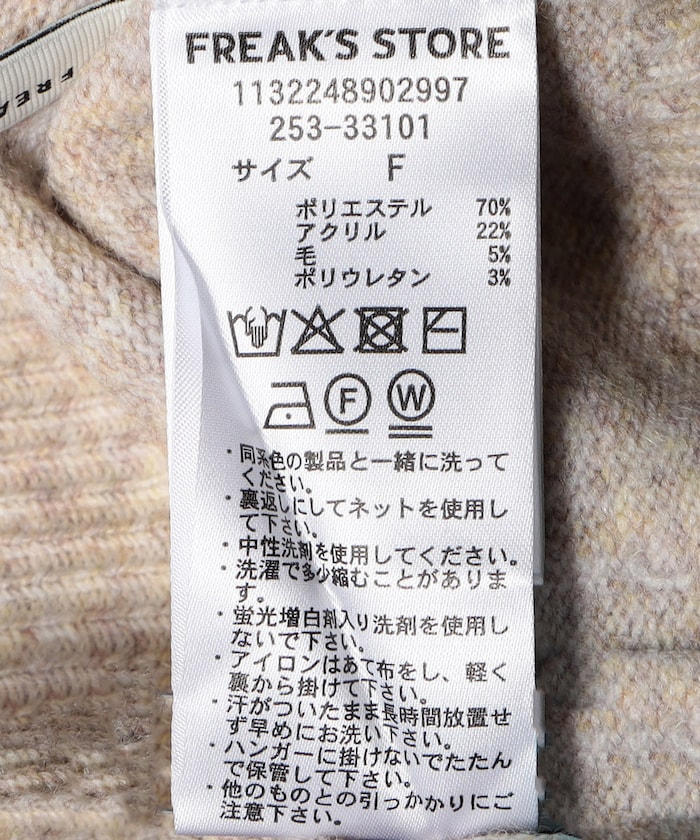 FREA
FREAK'S STORE
1132248902997
253-33101
サイズ F
ポリエステル 70%
アクリル 22%
毛 5%
ポリウレタン 3%
F W
・同系色の製品と一緒に洗って
ください。
・裏返しにしてネットを使用し
て下さい。
・中性洗剤を使用してください。
・洗濯で多少縮むことがありま
す。
・蛍光増白剤入り洗剤を使用し
ないで下さい。
・アイロンはあて布をし、軽く
裏から掛けて下さい。
・汗がついたまま長時間放置せ
ず早めにお洗い下さい。
・ハンガーに掛けないでたたん
で保管して下さい。
・他のものとの引っかかりにご
注意下さい。